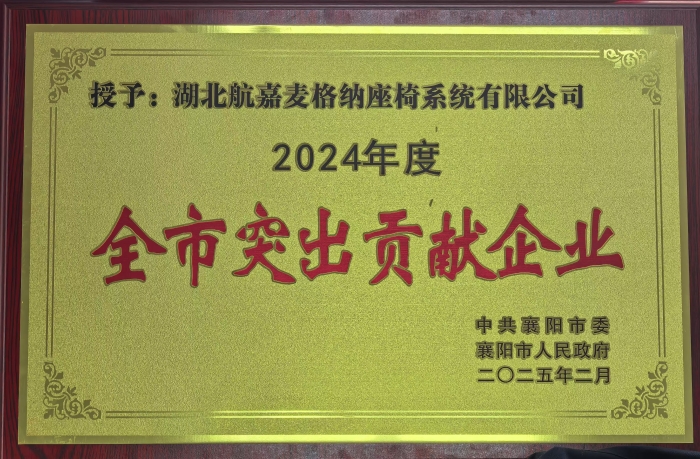 授予：湖北航嘉麦格纳座椅系统有限公司
2024年度
全市突出贡献企业
中共襄阳市委
襄阳市人民政府
二〇二五年二月